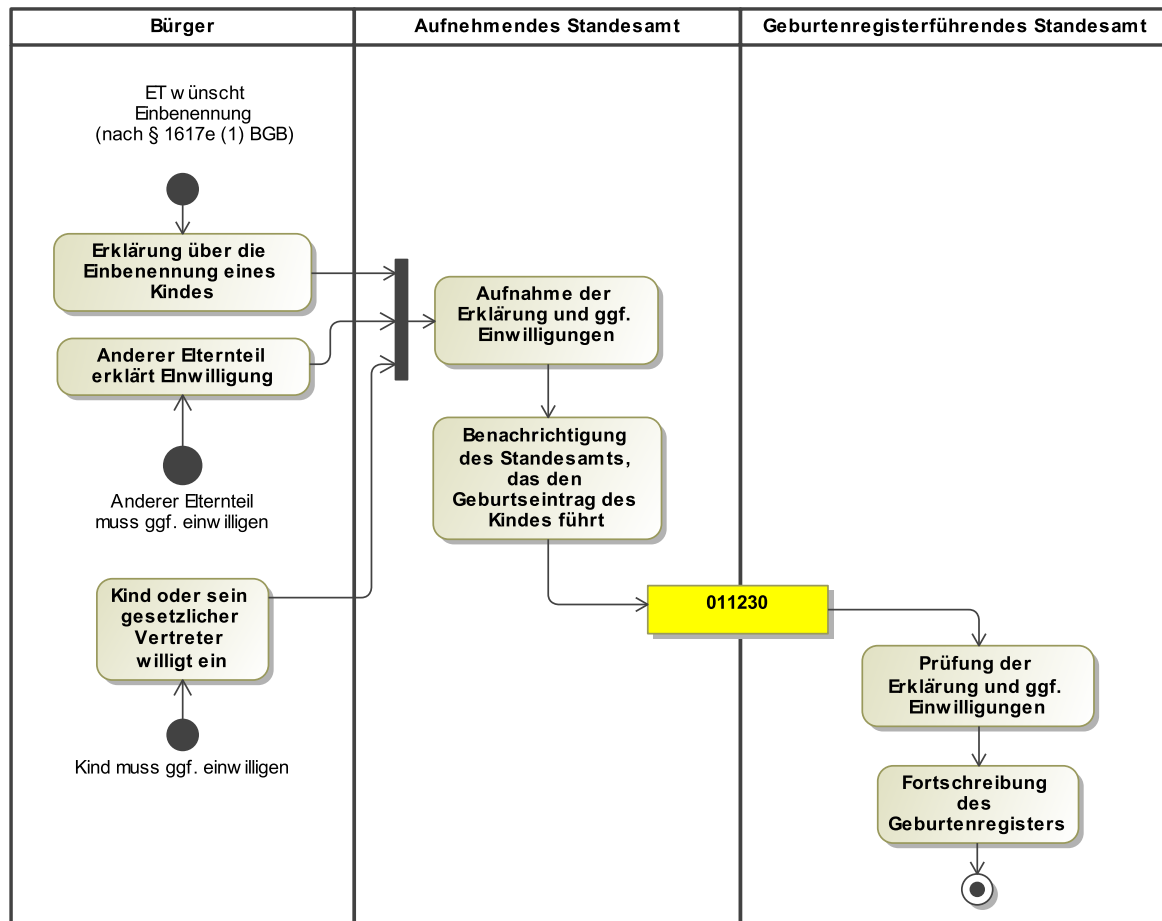 Bürger
Aufnehmendes Standesamt
Geburtenregisterführendes Standesamt
ET wünscht
Einbenennung
(nach § 1617e (1) BGB)
Erklärung über die
Einbenennung eines
Kindes
Anderer Elternteil
erklärt EInwilligung
Anderer Elternteil
muss ggf. einwilligen
Kind oder sein
gesetzlicher
Vertreter
willigt ein
Kind muss ggf. einwilligen
Aufnahme der
Erklärung und ggf.
Einwilligungen
Benachrichtigung
des Standesamts,
das den
Geburtseintrag des
Kindes führt
011230
Prüfung der
Erklärung und ggf.
Einwilligungen
Fortschreibung
des
Geburtenregisters